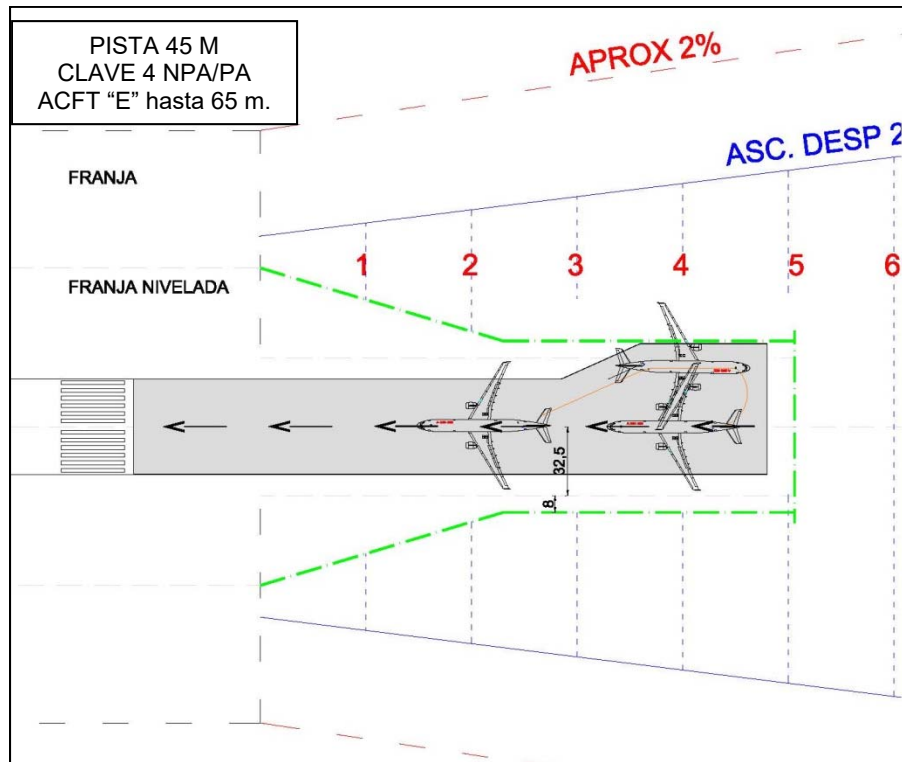 PISTA 45 M
CLAVE 4 NPA/PA
ACFT “E” hasta 65 m.
APROX 2%
ASC. DESP 2
FRANJA
FRANJA NIVELADA
1 2 3 4 5 6
32,5
8